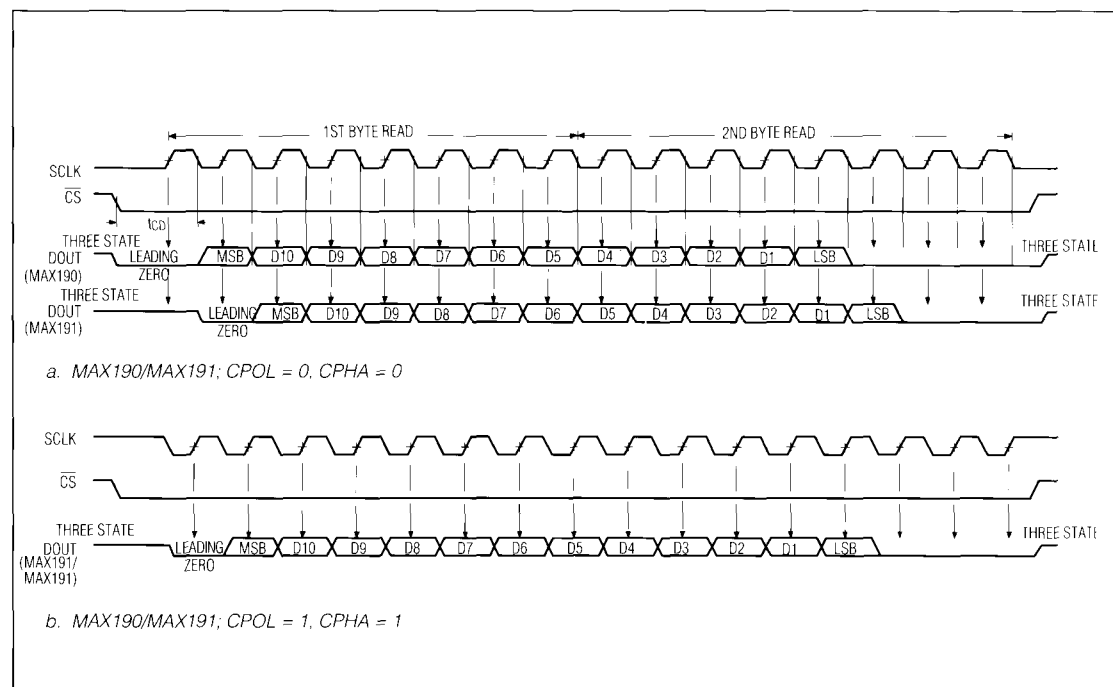 1ST BYTE READ 2ND BYTE READ
SCLK
CS
tCD
THREE STATE THREE STATE
DOUT LEADING MSB D10 D9 D8 D7 D6 D5 D4 D3 D2 D1 LSB
(MAX190) ZERO
THREE STATE THREE STATE
DOUT LEADING MSB D10 D9 D8 D7 D6 D5 D4 D3 D2 D1 LSB
(MAX191) ZERO
a. MAX190/MAX191; CPOL = 0, CPHA = 0
SCLK
CS
THREE STATE THREE STATE
DOUT LEADING MSB D10 D9 D8 D7 D6 D5 D4 D3 D2 D1 LSB
(MAX191/ ZERO
MAX191)
b. MAX190/MAX191; CPOL = 1, CPHA = 1